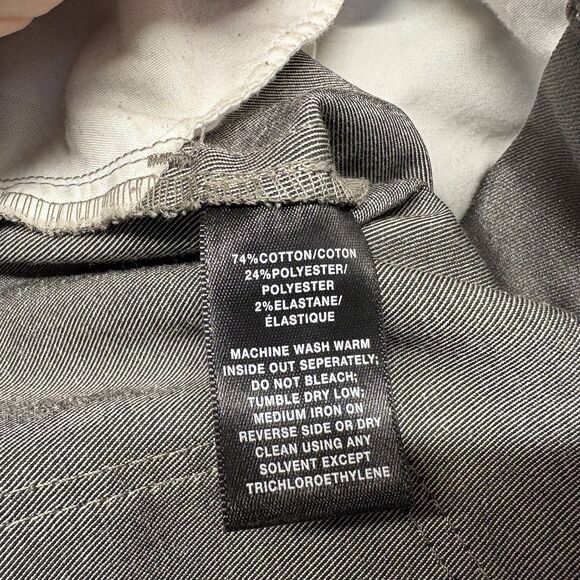 74%COTTON/COTON
24%POLYESTER/
POLYESTER
2%ELASTANE/
ÉLASTIQUE
MACHINE WASH WARM
INSIDE OUT SEPERATELY;
DO NOT BLEACH;
TUMBLE DRY LOW;
MEDIUM IRON ON
REVERSE SIDE OR DRY
CLEAN USING ANY
SOLVENT EXCEPT
TRICHLOROETHYLENE